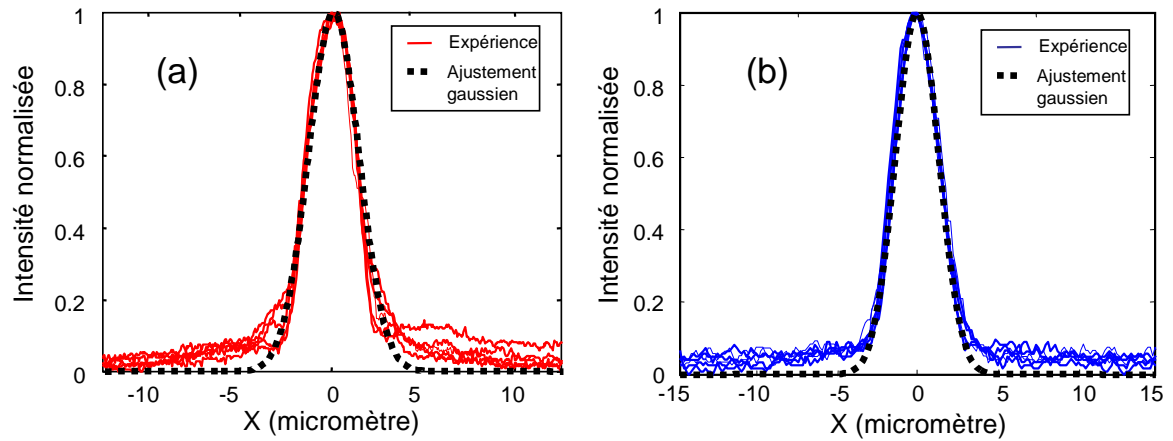 (a)
Expérience
Ajustement
gaussien
Intensité normalisée
1
0.8
0.6
0.4
0.2
0
-10
-5
0
5
10
X (micromètre)
(b)
Expérience
Ajustement
gaussien
Intensité normalisée
1
0.8
0.6
0.4
0.2
0
-15
-10
-5
0
5
10
15
X (micromètre)